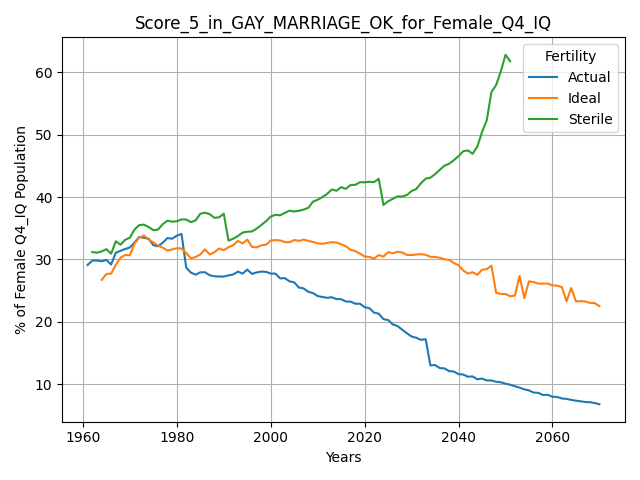 Score_5_in_GAY_MARRIAGE_OK_for_Female_Q4_IQ
% of Female Q4_IQ Population
60
50
40
30
20
10
Fertility
Actual
Ideal
Sterile
1960 1980 2000 2020 2040 2060
Years